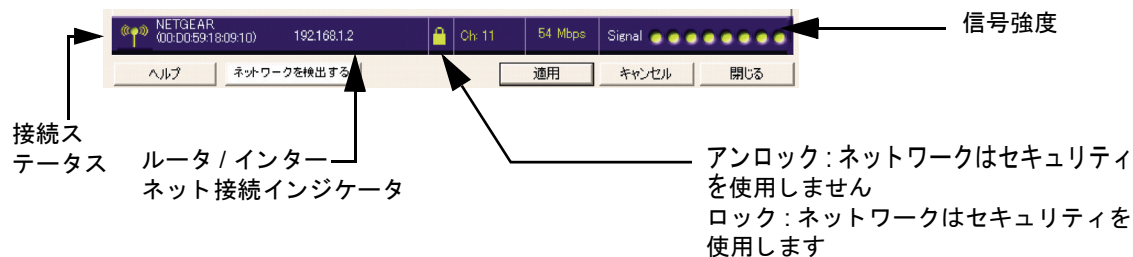 NETGEAR
(00:D0:59:18:09:10)
192.168.1.2
Ch: 11
54 Mbps
Signal
信号強度
ヘルプ
ネットワークを検出する
適用
キャンセル
閉じる
接続ス
テータス
ルータ / インター
ネット接続インジケータ
アンロック : ネットワークはセキュリティ
を使用しません
ロック : ネットワークはセキュリティを
使用します